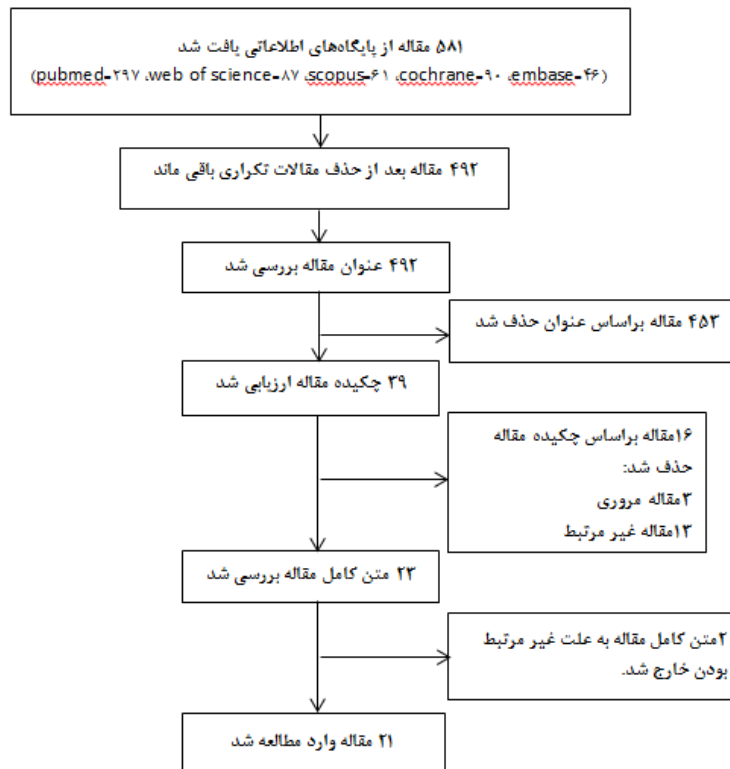 ۵۸۱ مقاله از پایگاه‌های اطلاعاتی یافت شد
(pubmed-۲۹۷ ،web of science-۸۷ ،scopus-۶۱ ،cochrane-۹۰ ،embase-۴۶)
۴۹۲ مقاله بعد از حذف مقالات تکراری باقی ماند
۴۹۲ عنوان مقاله بررسی شد
۴۵۳ مقاله براساس عنوان حذف شد
۳۹ چکیده مقاله ارزیابی شد
۱۶مقاله براساس چکیده مقاله
حذف شد:
۳مقاله مروری
۱۳مقاله غیر مرتبط
۲۳ متن کامل مقاله بررسی شد
۲متن کامل مقاله به علت غیر مرتبط
بودن خارج شد.
۲۱ مقاله وارد مطالعه شد